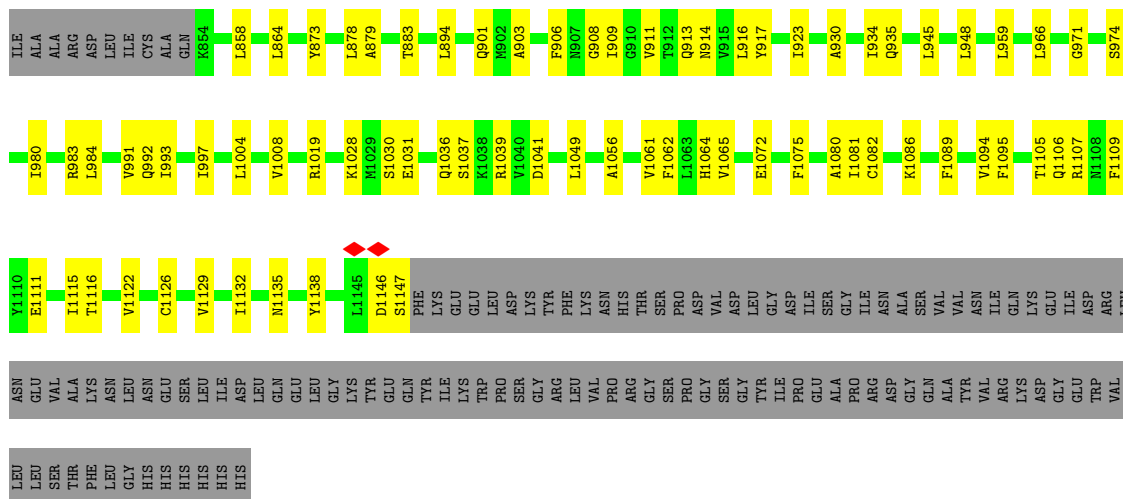 ILE ALA ALA ARG ASP LEU ILE CYS ALA GLN K854 L858 L864 Y873 L878 A879 T883 L894 Q901 M902 A903 F906 N907 G908 I909 G910 V911 T912 Q913 N914 V915 L916 Y917 I923 A930 I934 Q935 L945 L948 L959 L966 G971 S974
I980 R983 L984 V991 Q992 I993 I997 L1004 V1008 R1019 K1028 M1029 S1030 E1031 Q1036 S1037 K1038 R1039 V1040 D1041 L1049 A1056 V1061 F1062 L1063 H1064 V1065 E1072 F1075 A1080 I1081 C1082 K1086 F1089 V1094 F1095 T1105 Q1106 R1107 N1108 F1109
Y1110 E1111 I1115 T1116 V1122 C1126 V1129 I1132 N1135 Y1138 L1145 D1146 S1147 PHE LYS GLU GLU LEU ASP LYS TYR PHE LYS ASN HIS THR SER PRO ASP VAL ASP LEU GLY ASP ILE SER GLY ILE ASN ALA SER VAL VAL ASN ILE GLN LYS GLU ILE ASP ARG
ASN GLU VAL ALA LYS ASN LEU ASN GLU SER LEU ILE ASP LEU GLN GLU LEU GLY LYS TYR GLU GLN TYR ILE LYS TRP PRO SER GLY ARG LEU VAL PRO ARG GLY SER PRO GLY SER GLY TYR ILE PRO GLU ALA PRO ARG ASP GLY GLN ALA TYR VAL ARG LYS ASP GLY GLU TRP VAL
LEU LEU SER THR PHE LEU GLY HIS HIS HIS HIS HIS HIS